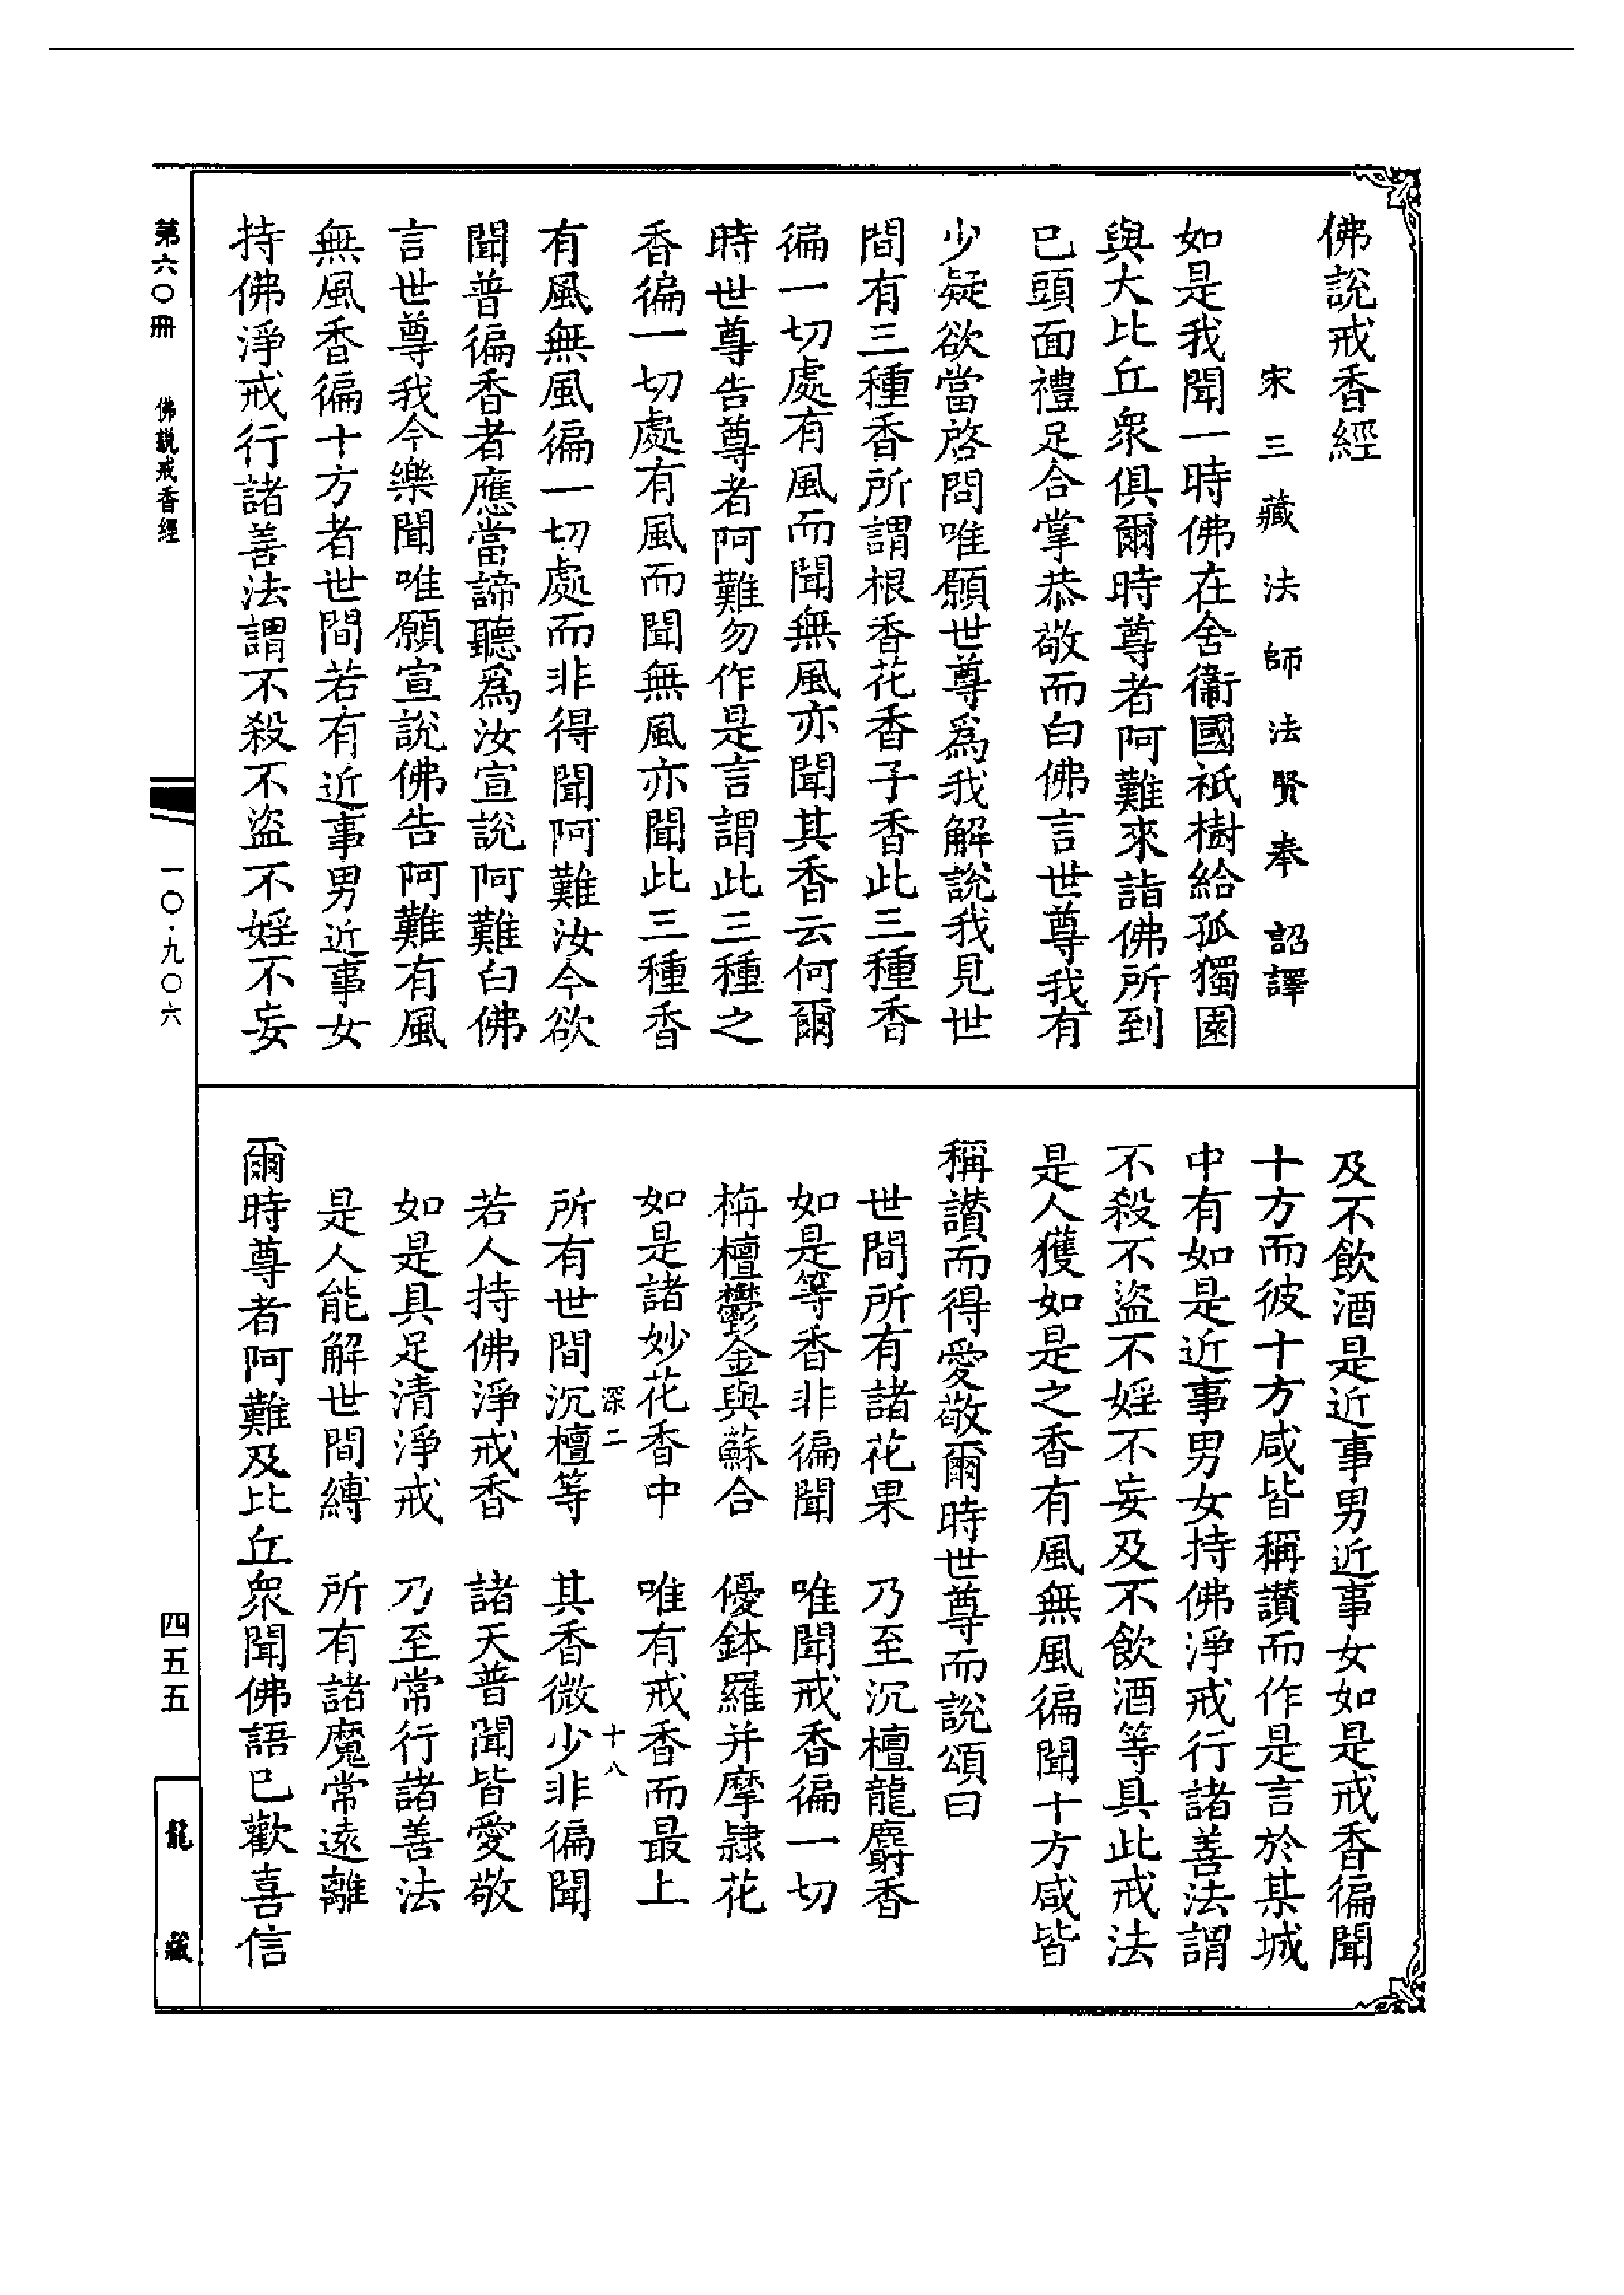 佛說戒香經
宋三藏法師法賢奉 詔譯
如是我聞一時佛在舍衞國祇樹給孤獨園
與大比丘衆俱爾時尊者阿難來詣佛所到
已頭面禮足合掌恭敬而白佛言世尊我有
少疑欲當啓問唯願世尊爲我解說我見世
間有三種香所謂根香花香子香此三種香
徧一切處有風而聞無風亦聞其香云何爾
時世尊告尊者阿難勿作是言謂此三種之
香徧一切處有風而聞無風亦聞此三種香
有風無風徧一切處而非得聞阿難汝今欲
聞普徧香者應當諦聽爲汝宣說阿難白佛
言世尊我今樂聞唯願宣說佛告阿難有風
無風香徧十方者世間若有近事男近事女
持佛淨戒行諸善法謂不殺不盜不婬不妄
及不飲酒是近事男近事女如是戒香徧聞
十方而彼十方咸皆稱讚而作是言於某城
中有如是近事男女持佛淨戒行諸善法謂
不殺不盜不婬不妄及不飲酒等具此戒法
是人獲如是之香有風無風徧聞十方咸皆
稱讚而得愛敬爾時世尊而說頌曰
世間所有諸花果 乃至沉檀龍麝香
如是等香非徧聞 唯聞戒香徧一切
栴檀鬱金與蘇合 優鉢羅并摩隷花
如是諸妙花香中 唯有戒香而最上
深二 十八
所有世間沉檀等 其香微少非徧聞
若人持佛淨戒香 諸天普聞皆愛敬
如是具足清淨戒 乃至常行諸善法
是人能解世間縛 所有諸魔常遠離
爾時尊者阿難及比丘衆聞佛語已歡喜信
第六〇冊 佛說戒香經 一〇·九〇六 四五五 龍藏